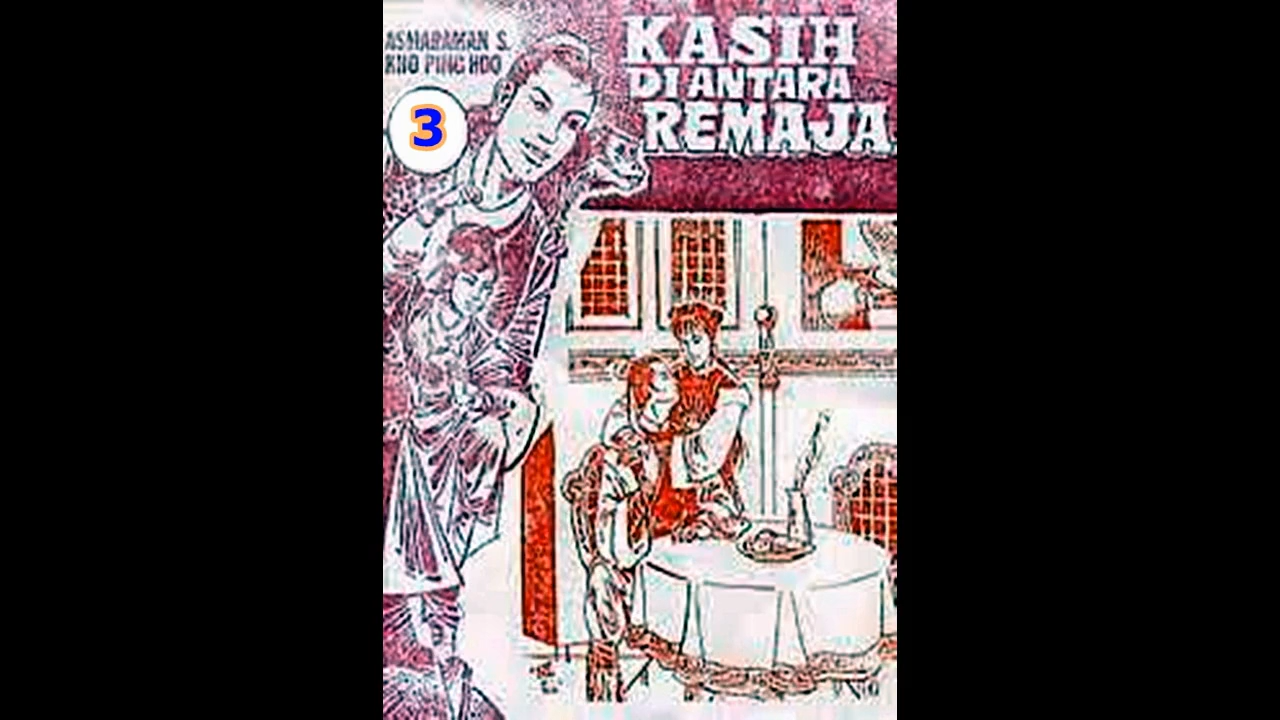 ASMARAMAN S.
KHO PING HOO
3
KASIH
DI ANTARA
REMAJA